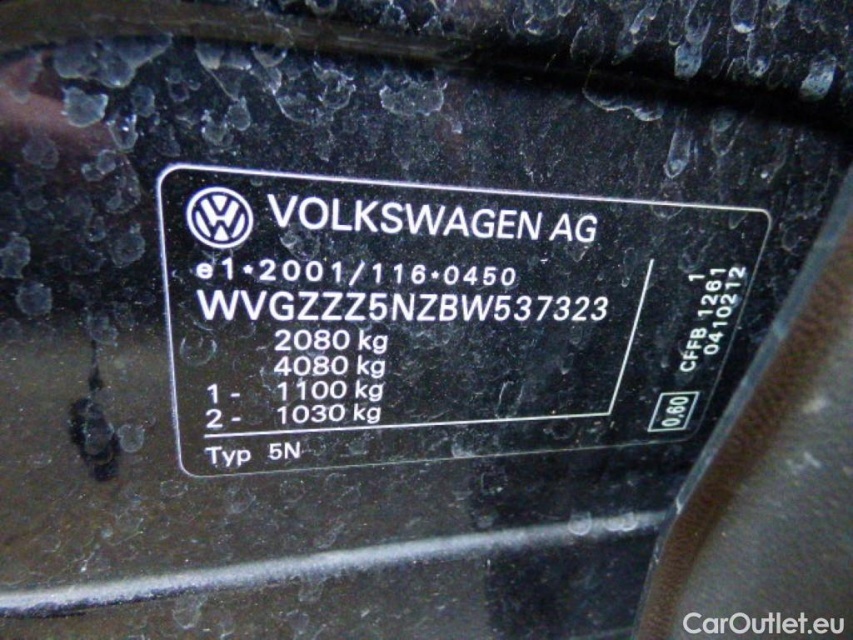 VW VOLKSWAGEN AG
e1*2001/116*0450
WVGZZZ5NZBW537323
2080 kg
4080 kg
1 - 1100 kg
2 - 1030 kg
Typ 5N
1
CFFB 1261
0410212
0.60
CarOutlet.eu